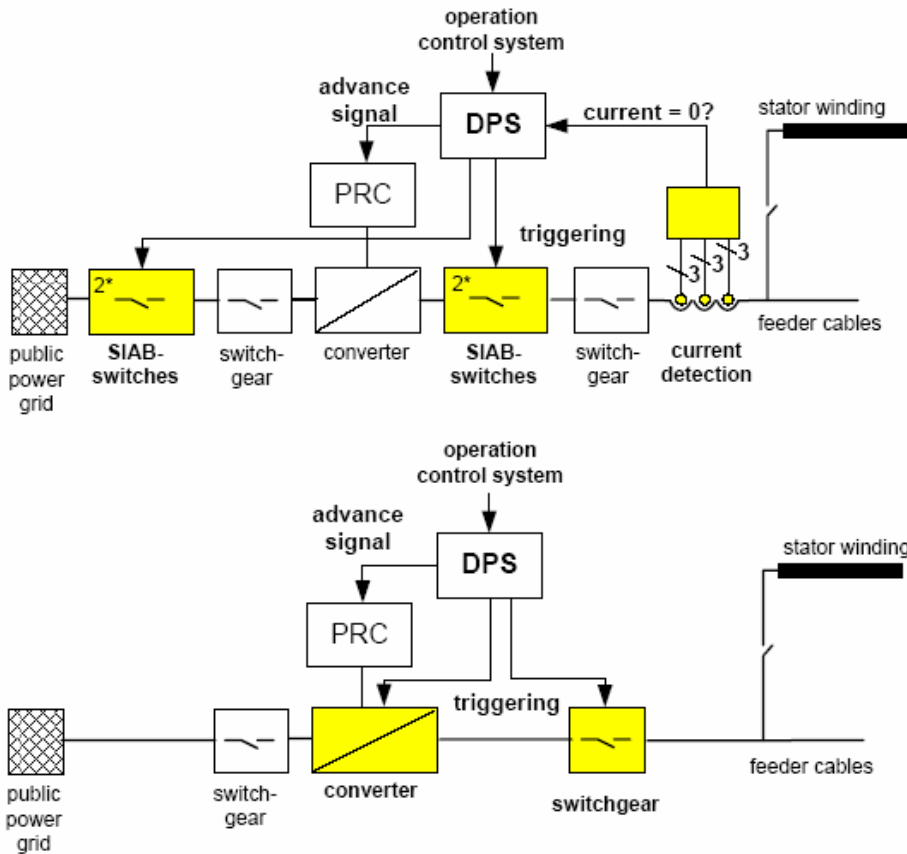 operation
control system
advance
signal
DPS
current = 0?
stator winding
PRC
triggering
3
3
3
2*
2*
public
power
grid
SIAB-
switches
switch-
gear
converter
SIAB-
switches
switch-
gear
current
detection
feeder cables
operation
control system
advance
signal
DPS
stator winding
PRC
triggering
public
power
grid
switch-
gear
converter
switchgear
feeder cables